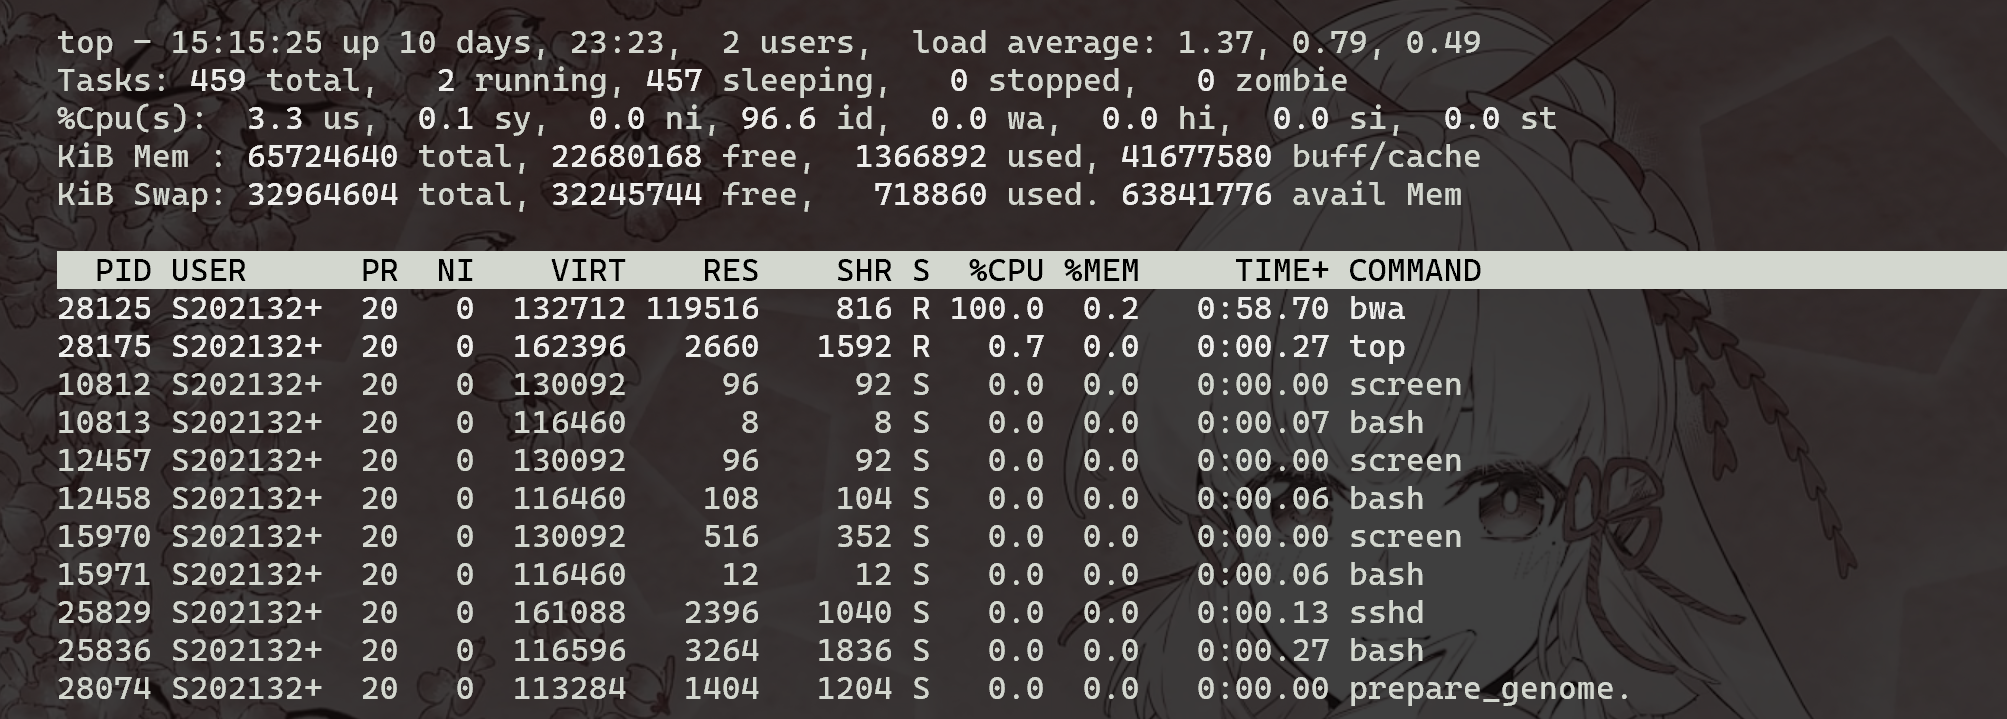 top - 15:15:25 up 10 days, 23:23,  2 users,  load average: 1.37, 0.79, 0.49
Tasks: 459 total,   2 running, 457 sleeping,   0 stopped,   0 zombie
%Cpu(s):  3.3 us,  0.1 sy,  0.0 ni, 96.6 id,  0.0 wa,  0.0 hi,  0.0 si,  0.0 st
KiB Mem : 65724640 total, 22680168 free,  1366892 used, 41677580 buff/cache
KiB Swap: 32964604 total, 32245744 free,   718860 used. 63841776 avail Mem
  PID USER      PR  NI    VIRT    RES    SHR S  %CPU %MEM     TIME+ COMMAND
28125 S202132+  20   0  132712 119516    816 R 100.0  0.2   0:58.70 bwa
28175 S202132+  20   0  162396   2660   1592 R   0.7  0.0   0:00.27 top
10812 S202132+  20   0  130092     96     92 S   0.0  0.0   0:00.00 screen
10813 S202132+  20   0  116460      8      8 S   0.0  0.0   0:00.07 bash
12457 S202132+  20   0  130092     96     92 S   0.0  0.0   0:00.00 screen
12458 S202132+  20   0  116460    108    104 S   0.0  0.0   0:00.06 bash
15970 S202132+  20   0  130092    516    352 S   0.0  0.0   0:00.00 screen
15971 S202132+  20   0  116460     12     12 S   0.0  0.0   0:00.06 bash
25829 S202132+  20   0  161088   2396   1040 S   0.0  0.0   0:00.13 sshd
25836 S202132+  20   0  116596   3264   1836 S   0.0  0.0   0:00.27 bash
28074 S202132+  20   0  113284   1404   1204 S   0.0  0.0   0:00.00 prepare_genome.